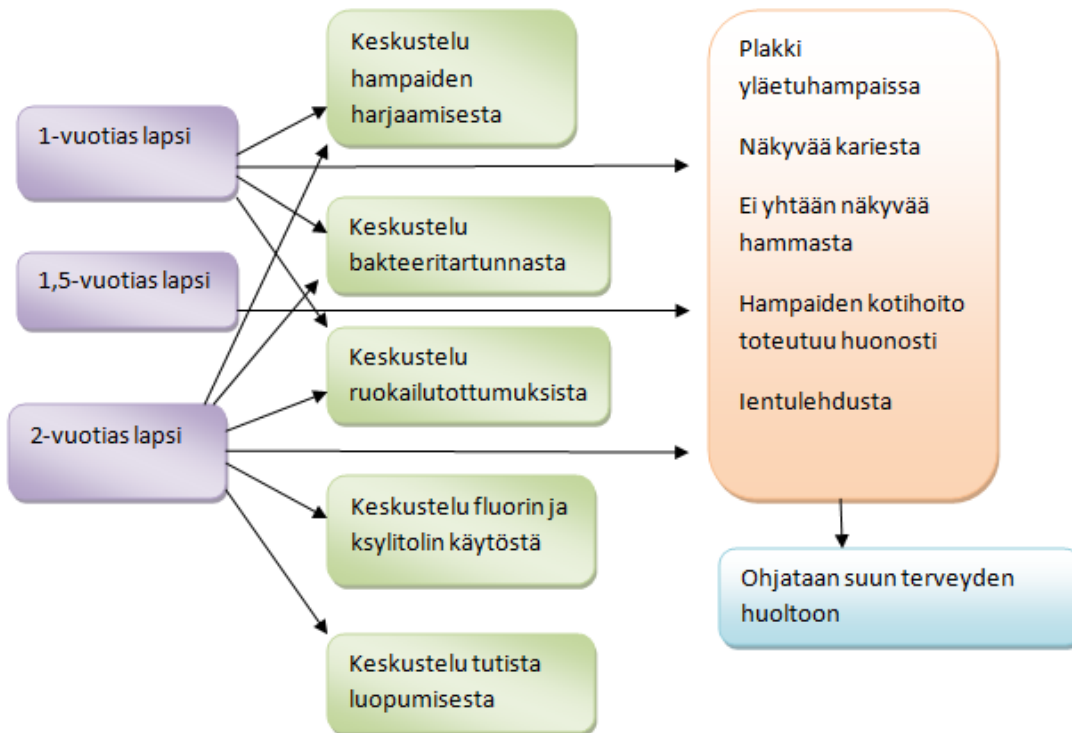 1-vuotias lapsi
1,5-vuotias lapsi
2-vuotias lapsi
Keskustelu
hampaiden
harjaamisesta
Keskustelu
bakteeritartunnasta
Keskustelu
ruokailutottumuksista
Keskustelu fluorin ja
ksylitolin käytöstä
Keskustelu tutista
luopumisesta
Plakki
yläetuhampaissa
Näkyvää kariesta
Ei yhtään näkyvää
hammasta
Hampaiden kotihoito
toteutuu huonosti
Ientulehdusta
Ohjataan suun terveyden
huoltoon